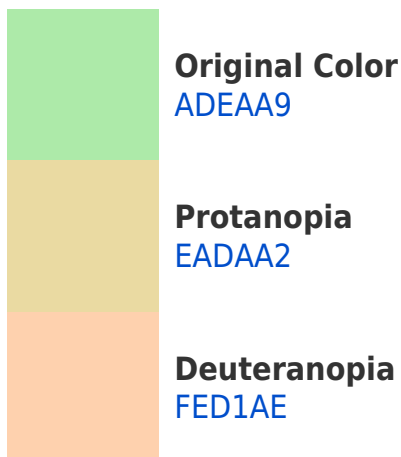 Original Color
ADEAA9
Protanopia
EADAA2
Deuteranopia
FED1AE